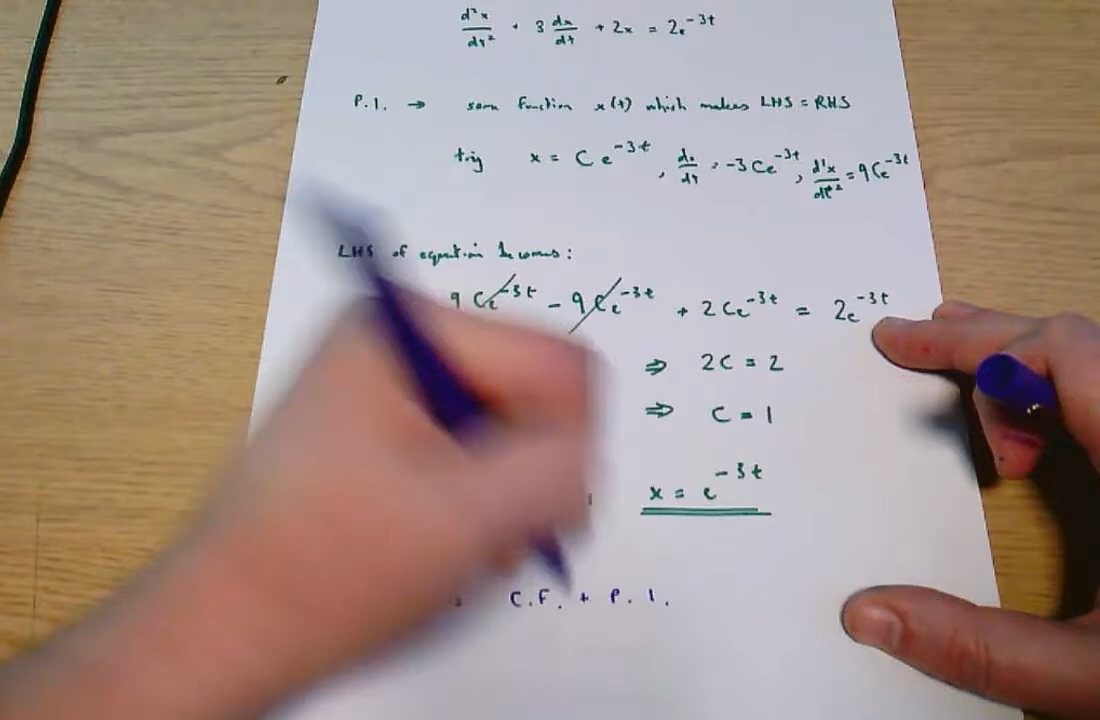 d²x/dt² + 3 dx/dt + 2x = 2e^-3t
P.I. → some function x(t) which makes LHS = RHS
try x = Ce^-3t, dx/dt = -3Ce^-3t, d²x/dt² = 9Ce^-3t
LHS of equation becomes:
9Ce^-3t - 9Ce^-3t + 2Ce^-3t = 2e^-3t
⇒ 2C = 2
⇒ C = 1
x = e^-3t
C.F. + P.I.